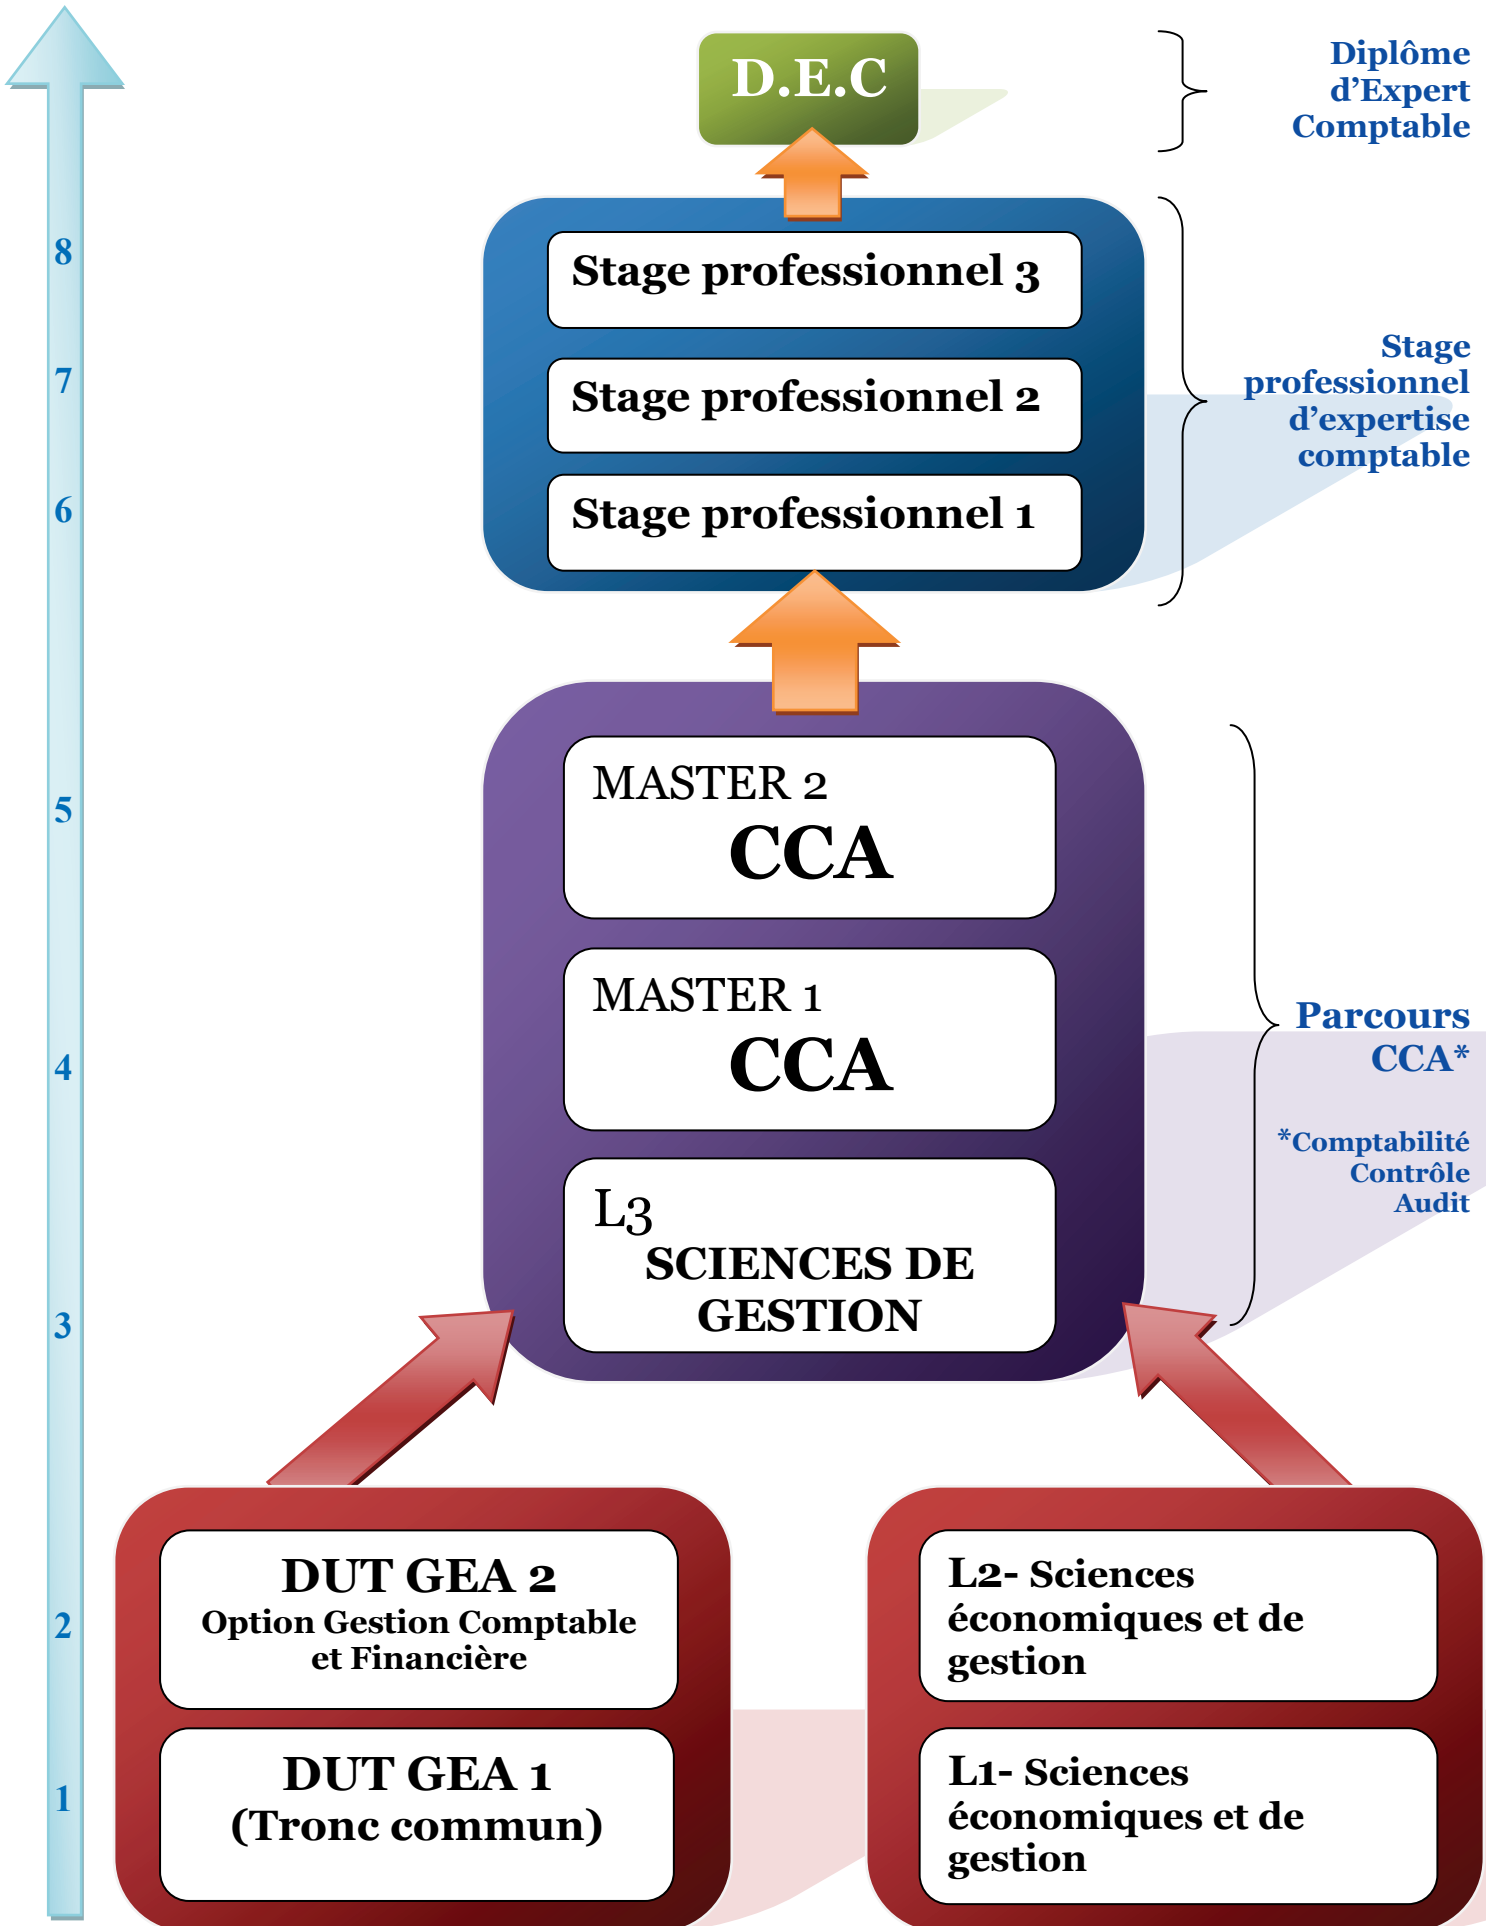 D.E.C
Diplôme
d’Expert
Comptable
8
Stage professionnel 3
7
Stage professionnel 2
6
Stage professionnel 1
Stage
professionnel
d’expertise
comptable
5
MASTER 2
CCA
4
MASTER 1
CCA
Parcours
CCA*
*Comptabilité
Contrôle
Audit
3
L3
SCIENCES DE
GESTION
2
DUT GEA 2
Option Gestion Comptable
et Financière
L2- Sciences
économiques et de
gestion
1
DUT GEA 1
(Tronc commun)
L1- Sciences
économiques et de
gestion